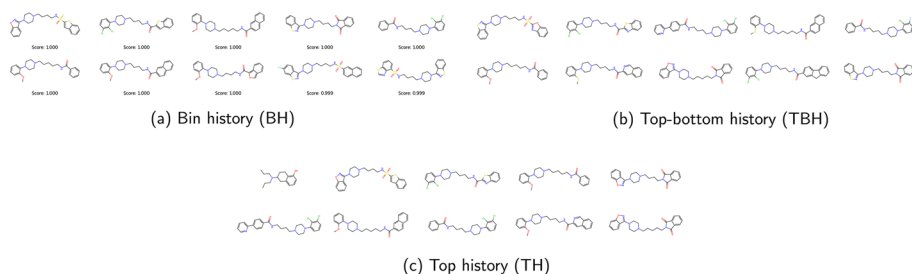 Score: 1.000 Score: 1.000 Score: 1.000 Score: 1.000 Score: 1.000
Score: 1.000 Score: 1.000 Score: 1.000 Score: 0.999 Score: 0.999
(a) Bin history (BH)
(b) Top-bottom history (TBH)
(c) Top history (TH)